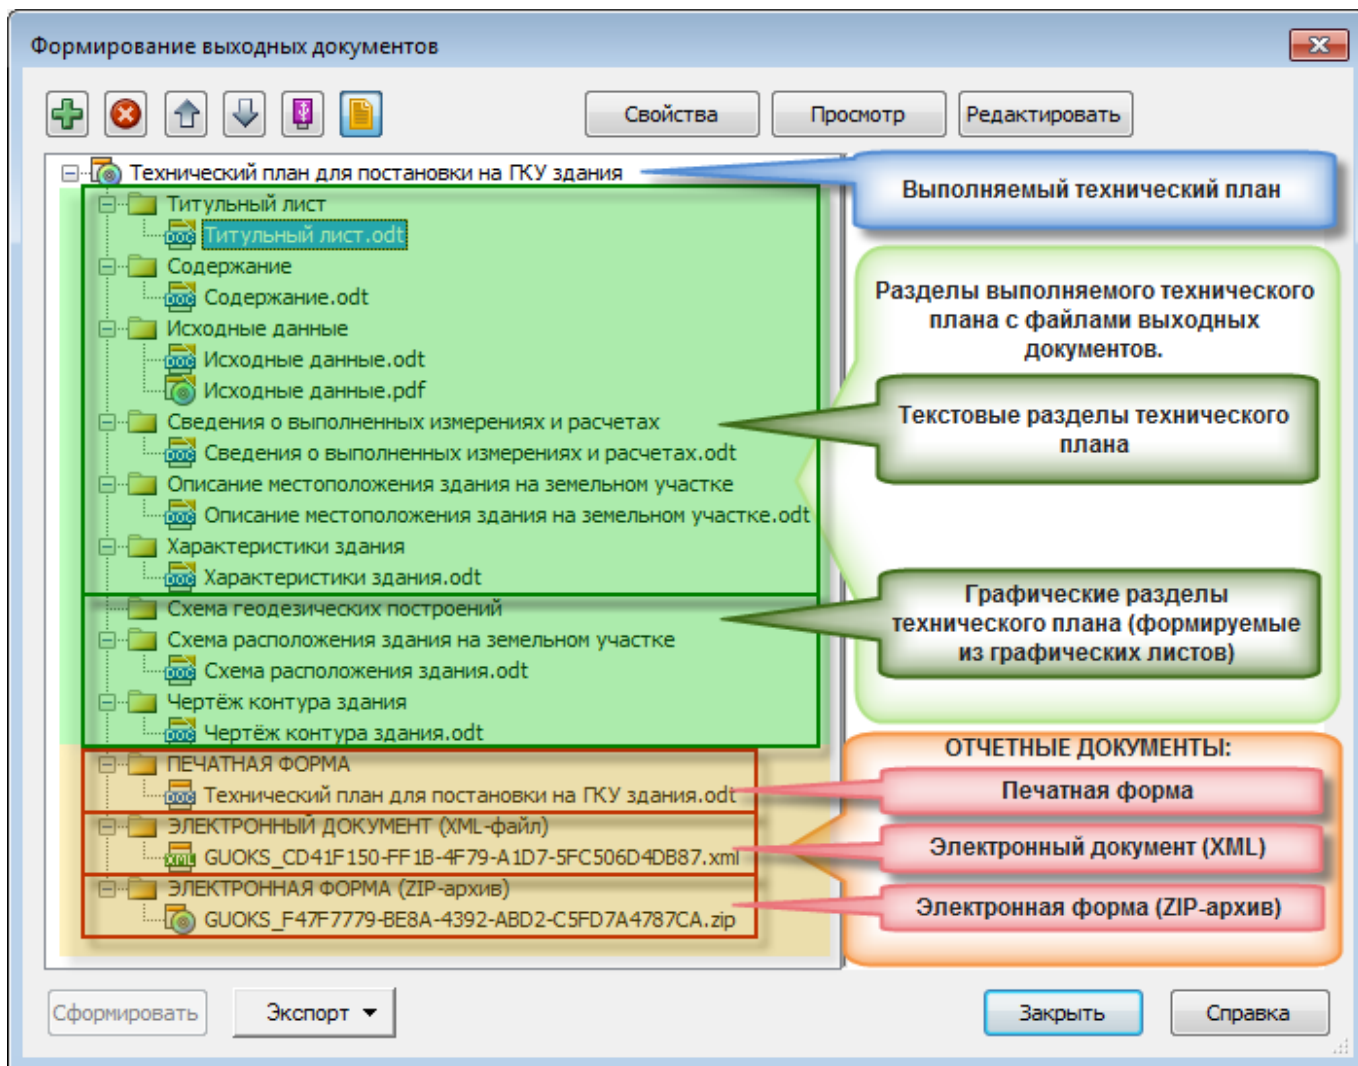 Формирование выходных документов
Свойства
Просмотр
Редактировать
Технический план для постановки на ГКУ здания
Титульный лист
Титульный лист.odt
Содержание
Содержание.odt
Исходные данные
Исходные данные.odt
Исходные данные.pdf
Сведения о выполненных измерениях и расчетах
Сведения о выполненных измерениях и расчетах.odt
Описание местоположения здания на земельном участке
Описание местоположения здания на земельном участке.odt
Характеристики здания
Характеристики здания.odt
Схема геодезических построений
Схема расположения здания на земельном участке
Схема расположения здания.odt
Чертёж контура здания
Чертёж контура здания.odt
ПЕЧАТНАЯ ФОРМА
Технический план для постановки на ГКУ здания.odt
ЭЛЕКТРОННЫЙ ДОКУМЕНТ (XML-файл)
XML
GUOKS_CD41F150-FF1B-4F79-A1D7-5FC506D4DB87.xml
ЭЛЕКТРОННАЯ ФОРМА (ZIP-архив)
GUOKS_F47F7779-BE8A-4392-ABD2-C5FD7A4787CA.zip
Выполняемый технический план
Разделы выполняемого технического
плана с файлами выходных
документов.
Текстовые разделы технического
плана
Графические разделы
технического плана (формируемые
из графических листов)
ОТЧЕТНЫЕ ДОКУМЕНТЫ:
Печатная форма
Электронный документ (XML)
Электронная форма (ZIP-архив)
Сформировать
Экспорт
Закрыть
Справка